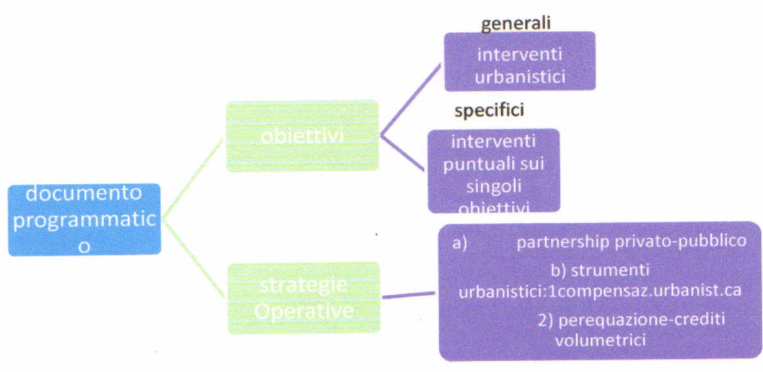 generali
interventi
urbanistici
obiettivi
specifici
interventi
puntuali sui
singoli
obiettivi
documento
programmatic
o
strategie
Operative
a) partnership privato-pubblico
b) strumenti
urbanistici:1compensaz.urbanist.ca
2) perequazione-crediti
volumetrici